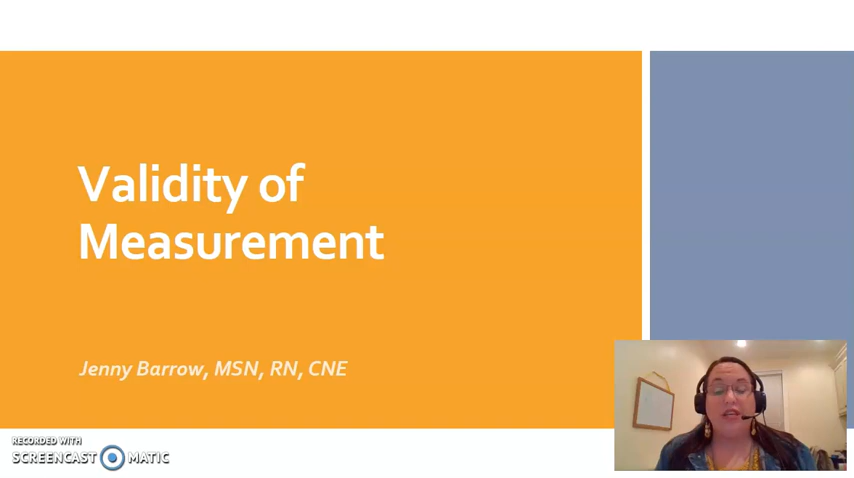 Validity of
Measurement
Jenny Barrow, MSN, RN, CNE
RECORDED WITH
SCREENCAST MATIC